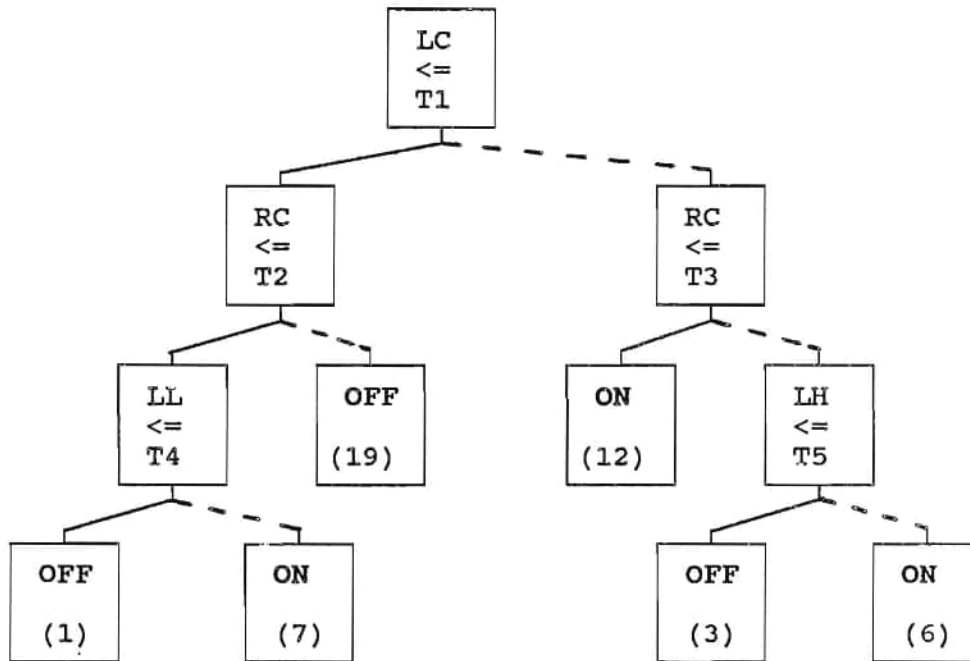 LC
<=
T1
RC
<=
T2
RC
<=
T3
LL
<=
T4
OFF
(19)
ON
(12)
LH
<=
T5
OFF
(1)
ON
(7)
OFF
(3)
ON
(6)